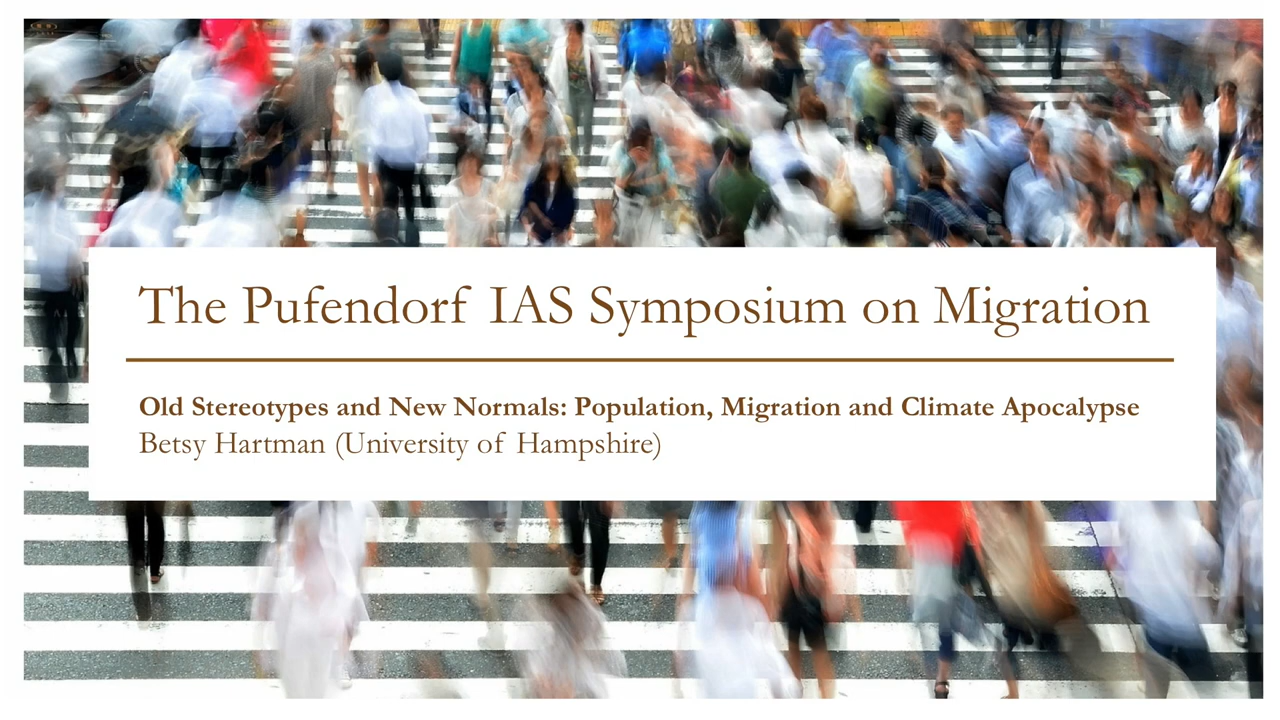 The Pufendorf IAS Symposium on Migration
Old Stereotypes and New Normals: Population, Migration and Climate Apocalypse
Betsy Hartman (University of Hampshire)